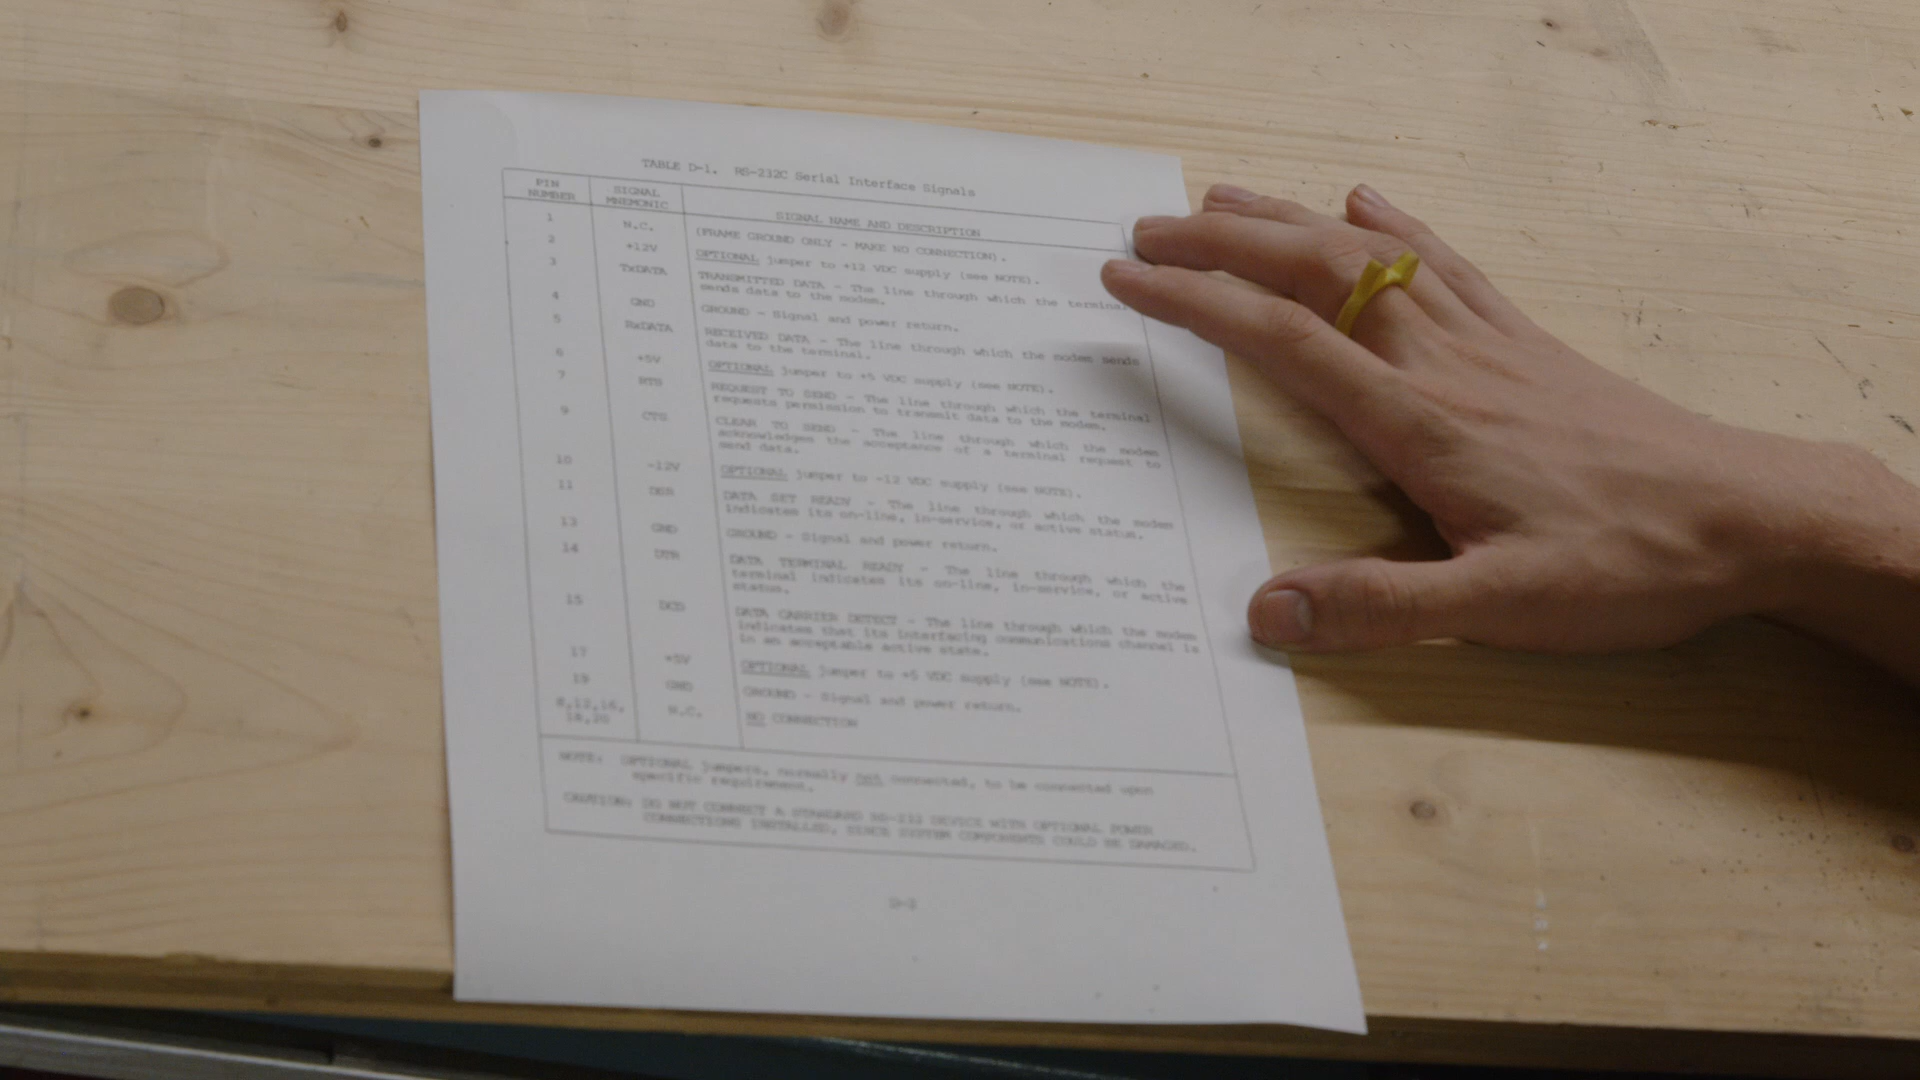 TABLE D-1. RS-232C Serial Interface Signals
PIN NUMBER SIGNAL MNEMONIC SIGNAL NAME AND DESCRIPTION
1 N.C. (FRAME GROUND ONLY - MAKE NO CONNECTION).
2 +12V OPTIONAL jumper to +12 VDC supply (see NOTE).
3 TxDATA TRANSMITTED DATA - The line through which the terminal
sends data to the modem.
4 GND GROUND - Signal and power return.
5 RxDATA RECEIVED DATA - The line through which the modem sends
data to the terminal.
6 +5V OPTIONAL jumper to +5 VDC supply (see NOTE).
7 RTS REQUEST TO SEND - The line through which the terminal
requests permission to transmit data to the modem.
9 CTS CLEAR TO SEND - The line through which the modem
acknowledges the acceptance of a terminal request to
send data.
10 -12V OPTIONAL jumper to -12 VDC supply (see NOTE).
11 DSR DATA SET READY - The line through which the modem
indicates its on-line, in-service, or active status.
13 GND GROUND - Signal and power return.
14 DTR DATA TERMINAL READY - The line through which the
terminal indicates its on-line, in-service, or active
status.
15 DCD DATA CARRIER DETECT - The line through which the modem
indicates that its interfacing communications channel is
in an acceptable active state.
17 +5V OPTIONAL jumper to +5 VDC supply (see NOTE).
19 GND GROUND - Signal and power return.
8,12,16, N.C. NO CONNECTION
18,20
NOTE: OPTIONAL jumpers, normally not connected, to be connected upon
specific requirement.
CAUTION: DO NOT CONNECT A STANDARD RS-232 DEVICE WITH OPTIONAL POWER
CONNECTIONS INSTALLED, SINCE SYSTEM COMPONENTS COULD BE DAMAGED.